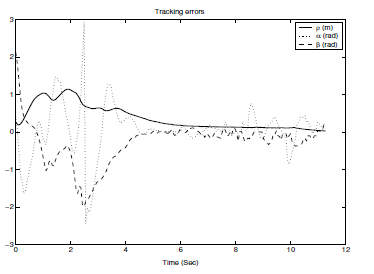 Tracking errors
ρ (m)
α (rad)
β (rad)
3
2
1
0
−1
−2
−3
0
2
4
6
8
10
12
Time (Sec)